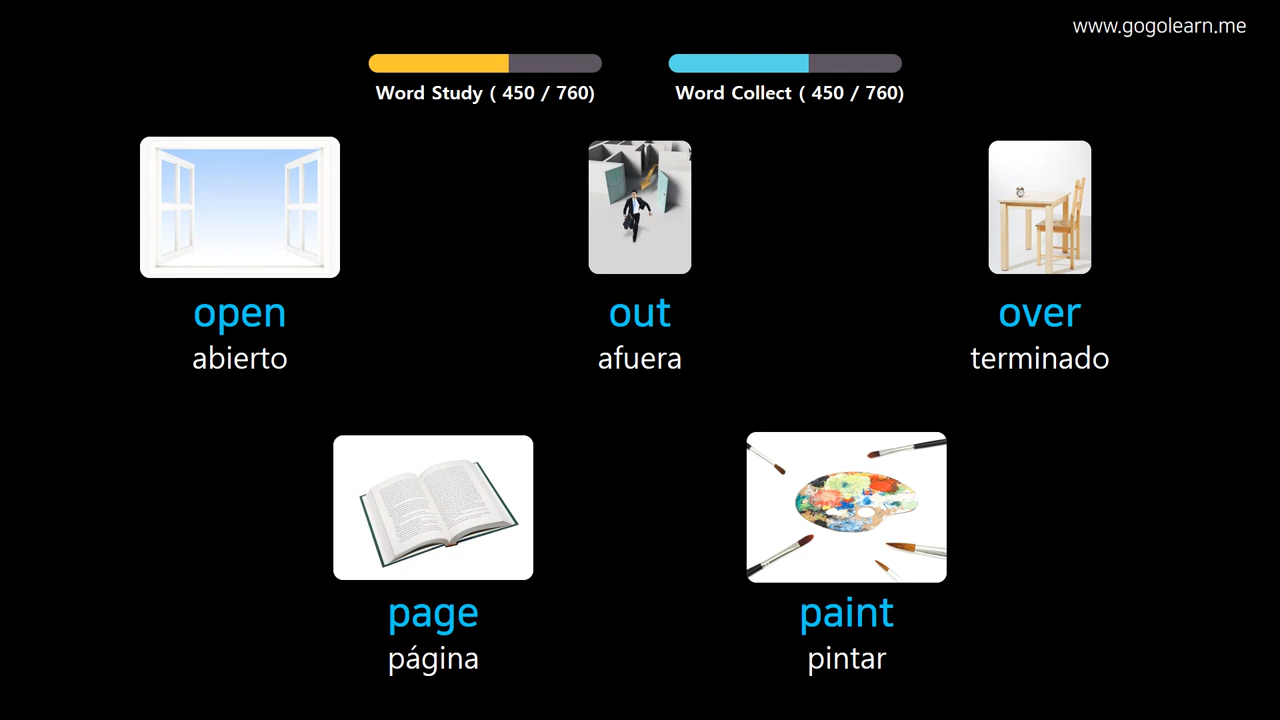 www.gogolearn.me
Word Study ( 450 / 760)
Word Collect ( 450 / 760)
open
abierto
out
afuera
over
terminado
page
página
paint
pintar